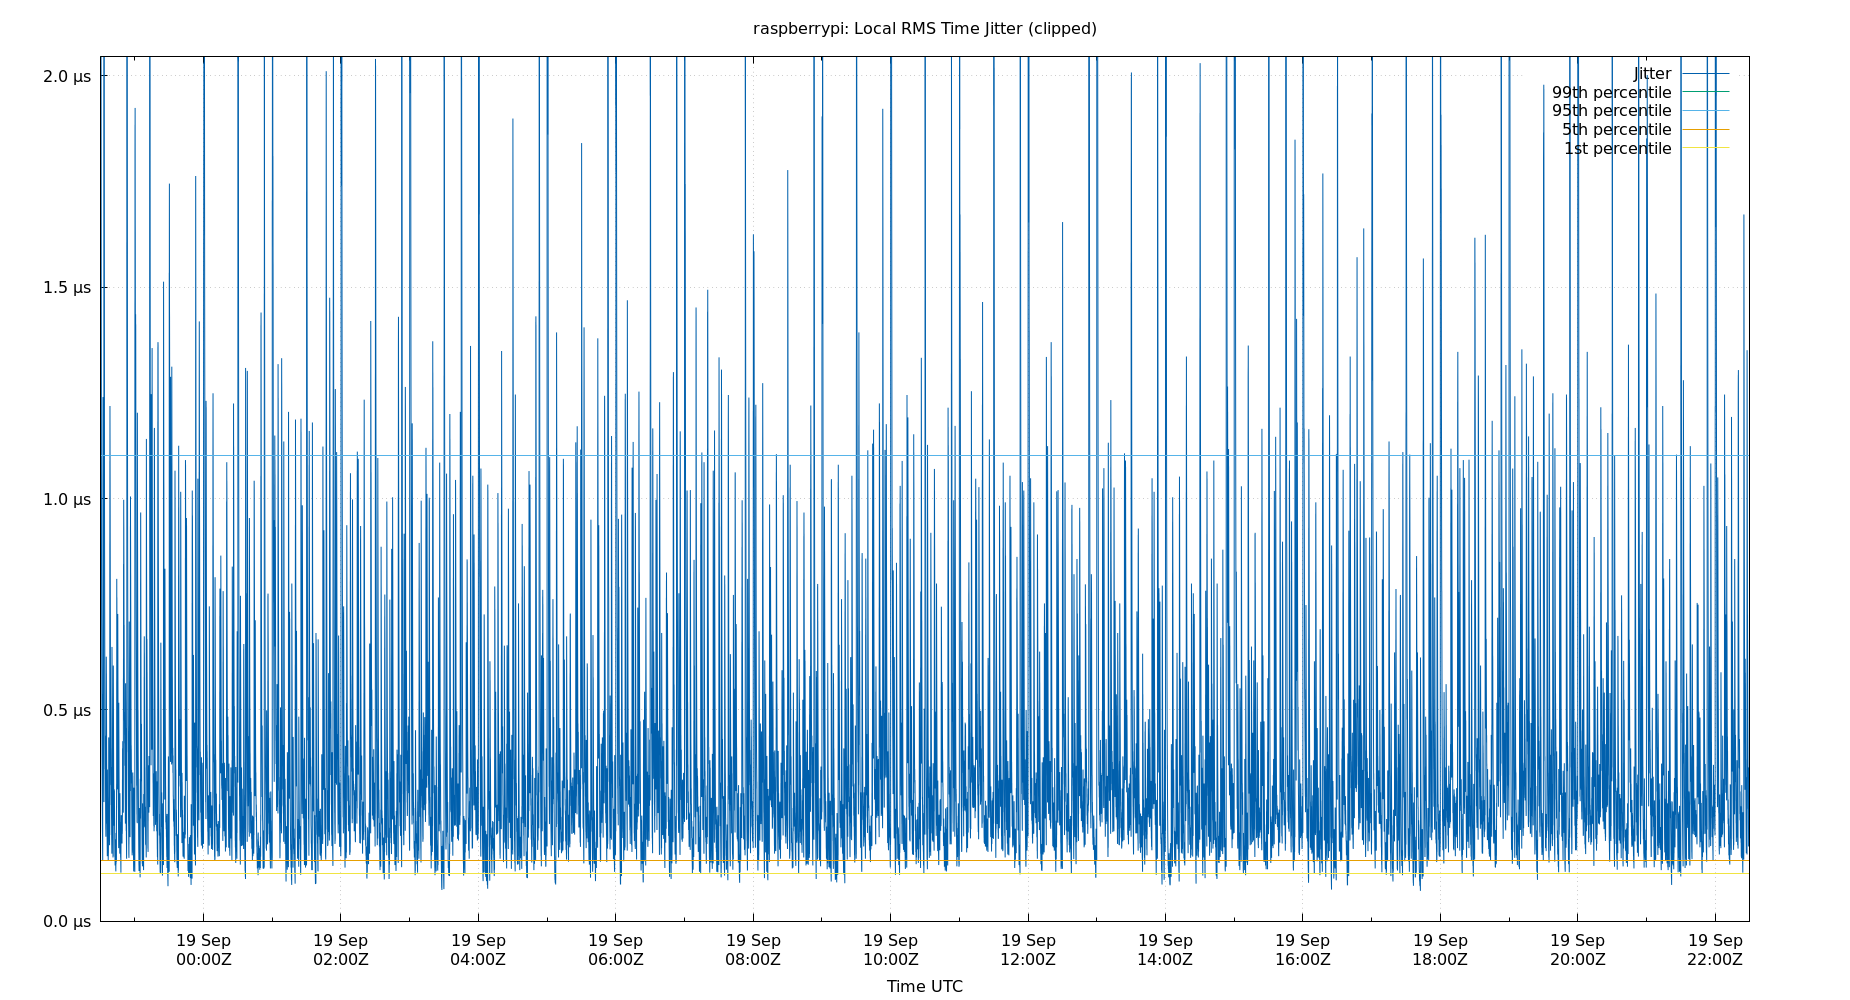 raspberrypi: Local RMS Time Jitter (clipped)
2.0 µs
1.5 µs
1.0 µs
0.5 µs
0.0 µs
Jitter
99th percentile
95th percentile
5th percentile
1st percentile
19 Sep 19 Sep 19 Sep 19 Sep 19 Sep 19 Sep 19 Sep 19 Sep 19 Sep 19 Sep 19 Sep 19 Sep
00:00Z 02:00Z 04:00Z 06:00Z 08:00Z 10:00Z 12:00Z 14:00Z 16:00Z 18:00Z 20:00Z 22:00Z
Time UTC